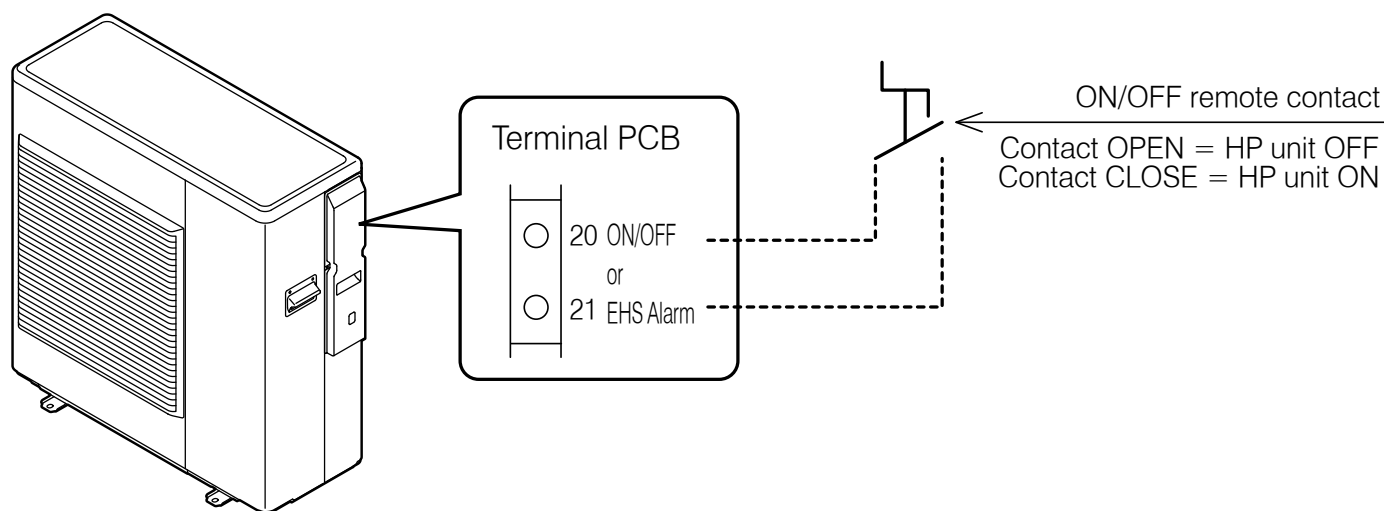 Terminal PCB
20 ON/OFF
or
21 EHS Alarm
ON/OFF remote contact
Contact OPEN = HP unit OFF
Contact CLOSE = HP unit ON